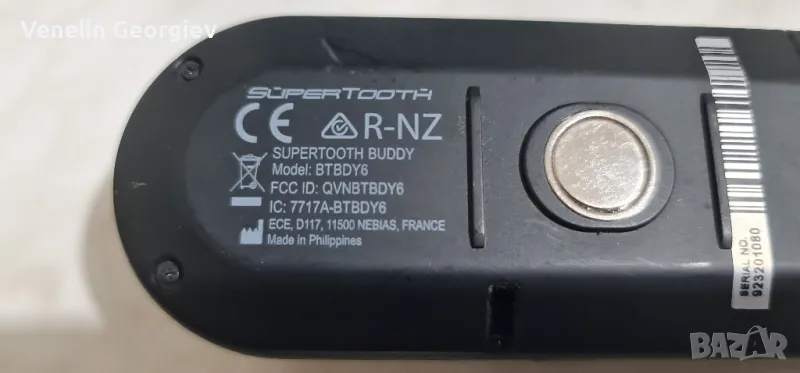 Venelin Georgiev
SUPERTOOTH
CE R-NZ
SUPERTOOTH BUDDY
Model: BTBDY6
FCC ID: QVNBTBDY6
IC: 7717A-BTBDY6
ECE, D117, 11500 NEBIAS, FRANCE
Made in Philippines
SERIAL NO.
923201080
BAZAR